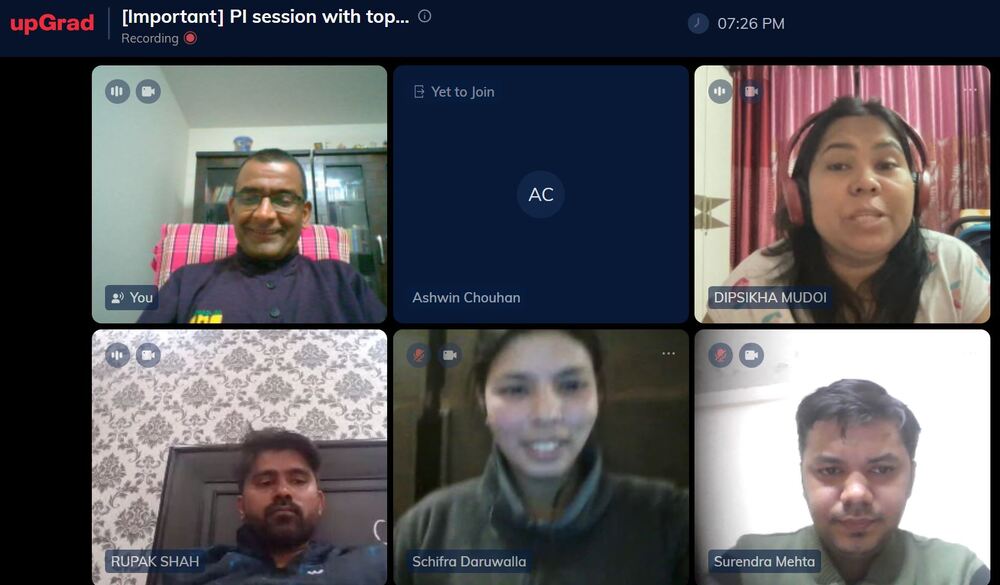 upGrad
[Important] PI session with top...
Recording
07:26 PM
Yet to Join
AC
You
Ashwin Chouhan
DIPSIKHA MUDOI
RUPAK SHAH
Schifra Daruwalla
Surendra Mehta